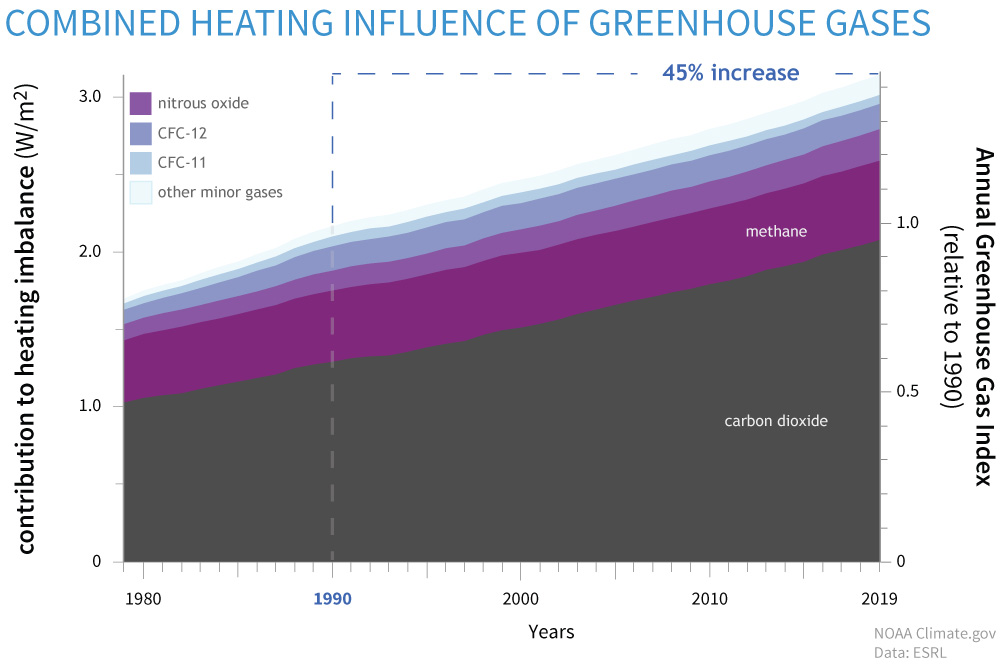 COMBINED HEATING INFLUENCE OF GREENHOUSE GASES
45% increase
3.0
nitrous oxide
CFC-12
CFC-11
other minor gases
contribution to heating imbalance (W/m²)
2.0
1.0
0
methane
carbon dioxide
1.0
0.5
0
Annual Greenhouse Gas Index
(relative to 1990)
1980
1990
2000
2010
2019
Years
NOAA Climate.gov
Data: ESRL